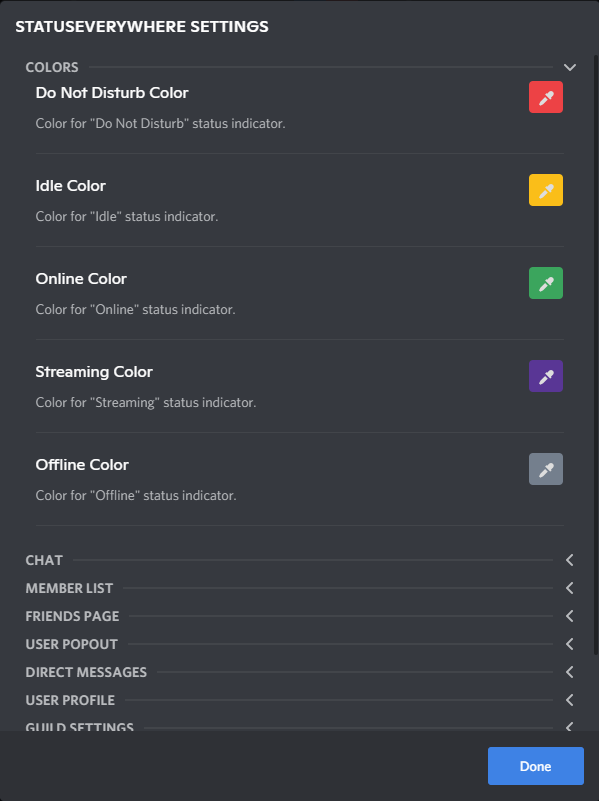 STATUSEVERYWHERE SETTINGS
COLORS
Do Not Disturb Color
Color for "Do Not Disturb" status indicator.
Idle Color
Color for "Idle" status indicator.
Online Color
Color for "Online" status indicator.
Streaming Color
Color for "Streaming" status indicator.
Offline Color
Color for "Offline" status indicator.
CHAT
MEMBER LIST
FRIENDS PAGE
USER POPOUT
DIRECT MESSAGES
USER PROFILE
GUILD SETTINGS
Done